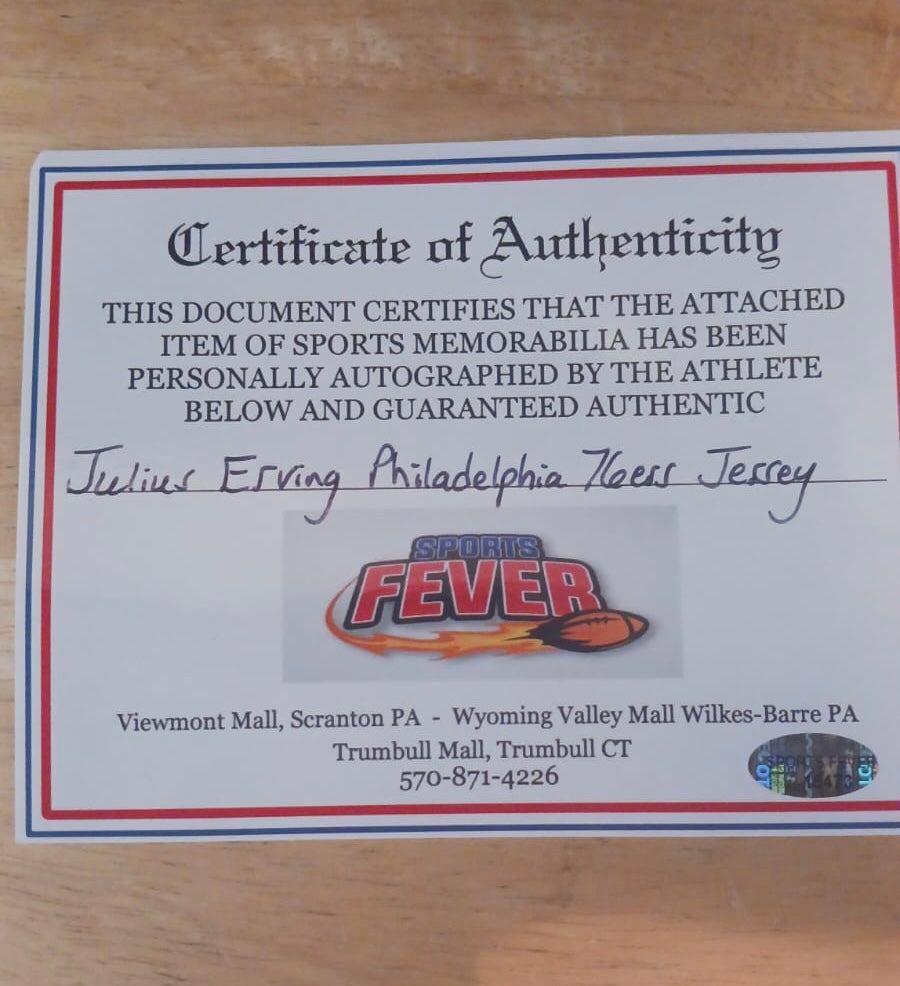 Certificate of Authenticity
THIS DOCUMENT CERTIFIES THAT THE ATTACHED
ITEM OF SPORTS MEMORABILIA HAS BEEN
PERSONALLY AUTOGRAPHED BY THE ATHLETE
BELOW AND GUARANTEED AUTHENTIC
Julius Erving Philadelphia 76ers Jersey
SPORTS
FEVER
Viewmont Mall, Scranton PA - Wyoming Valley Mall Wilkes-Barre PA
Trumbull Mall, Trumbull CT
570-871-4226
SPORTS FEVER